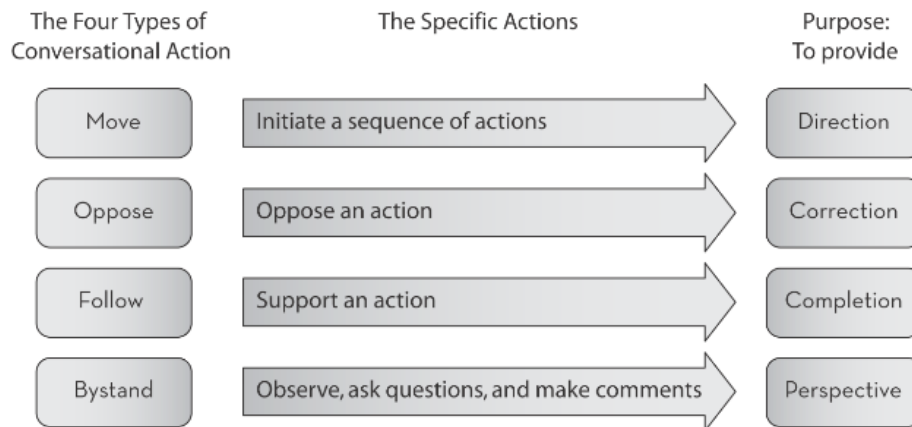 The Four Types of
Conversational Action
The Specific Actions
Purpose:
To provide
Move
Initiate a sequence of actions
Direction
Oppose
Oppose an action
Correction
Follow
Support an action
Completion
Bystand
Observe, ask questions, and make comments
Perspective